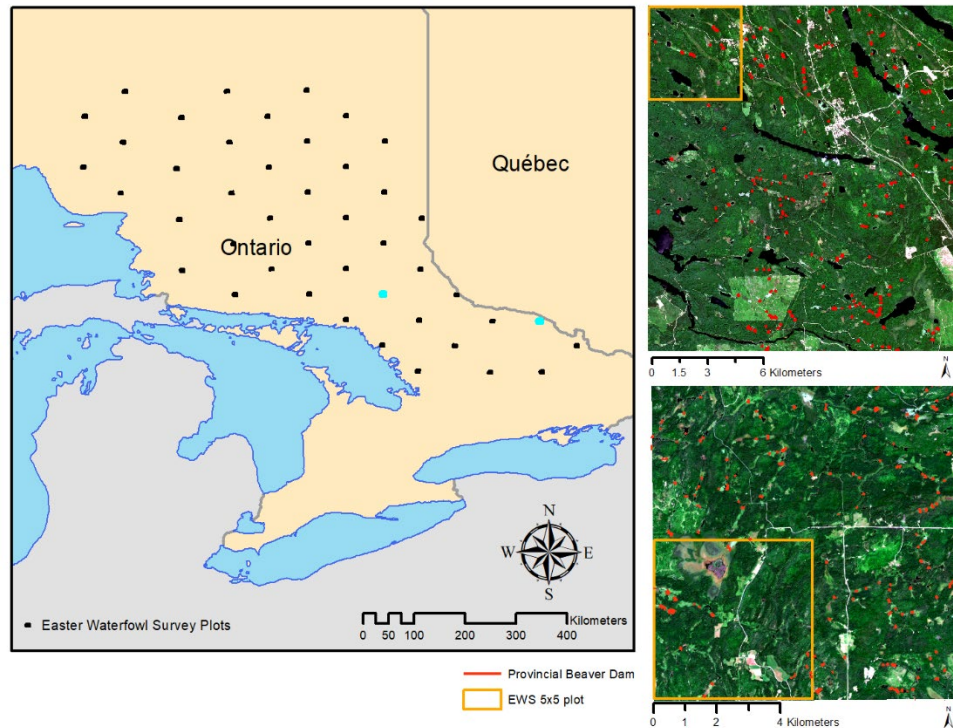 Québec
Ontario
N
W E
S
Easter Waterfowl Survey Plots
Kilometers
0 50 100 200 300 400
N
0 1.5 3 6 Kilometers
N
0 1 2 4 Kilometers
Provincial Beaver Dam
EWS 5x5 plot